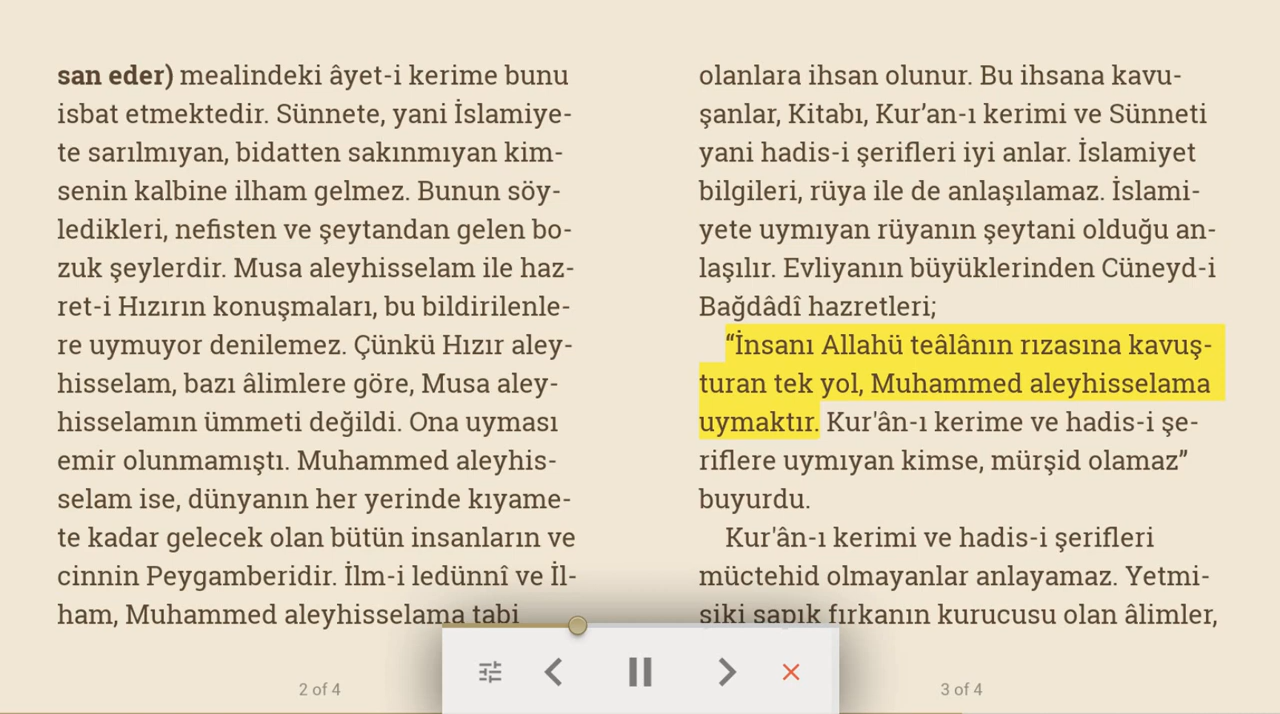 san eder) mealindeki âyet-i kerime bunu
isbat etmektedir. Sünnete, yani İslamiye-
te sarılmıyan, bidatten sakınmıyan kim-
senin kalbine ilham gelmez. Bunun söy-
ledikleri, nefisten ve şeytandan gelen bo-
zuk şeylerdir. Musa aleyhisselam ile haz-
ret-i Hızırın konuşmaları, bu bildirilenle-
re uymuyor denilemez. Çünkü Hızır aley-
hisselam, bazı âlimlere göre, Musa aley-
hisselamın ümmeti değildi. Ona uyması
emir olunmamıştı. Muhammed aleyhis-
selam ise, dünyanın her yerinde kıyame-
te kadar gelecek olan bütün insanların ve
cinnin Peygamberidir. İlm-i ledünnî ve İl-
ham, Muhammed aleyhisselama tabi
2 of 4
olanlara ihsan olunur. Bu ihsana kavu-
şanlar, Kitabı, Kur’an-ı kerimi ve Sünneti
yani hadis-i şerifleri iyi anlar. İslamiyet
bilgileri, rüya ile de anlaşılamaz. İslami-
yete uymıyan rüyanın şeytani olduğu an-
laşılır. Evliyanın büyüklerinden Cüneyd-i
Bağdâdî hazretleri;
“İnsanı Allahü teâlânın rızasına kavuş-
turan tek yol, Muhammed aleyhisselama
uymaktır. Kur'ân-ı kerime ve hadis-i şe-
riflere uymıyan kimse, mürşid olamaz”
buyurdu.
Kur'ân-ı kerimi ve hadis-i şerifleri
müctehid olmayanlar anlayamaz. Yetmi-
şiki sapık fırkanın kurucusu olan âlimler,
3 of 4